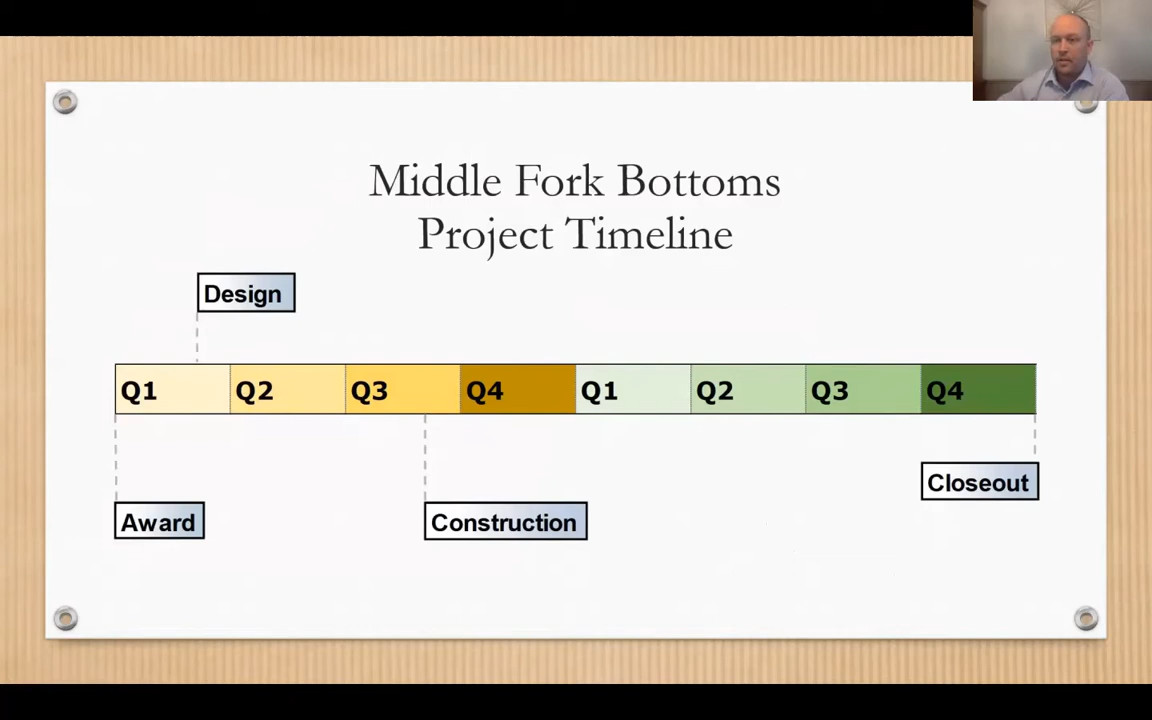 Middle Fork Bottoms
Project Timeline
Design
Q1 Q2 Q3 Q4 Q1 Q2 Q3 Q4
Closeout
Award Construction